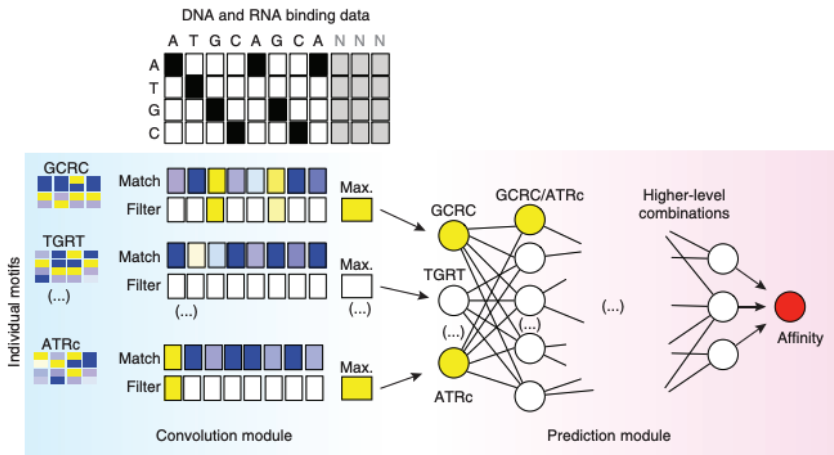 DNA and RNA binding data
A T G C A G C A N N N
A
T
G
C
GCRC
Match
Filter
Max.
TGRT
Match
Filter
Max.
(...)
(...)
(...)
ATRc
Match
Filter
Max.
Individual motifs
Convolution module
GCRC
GCRC/ATRc
TGRT
(...)
(...)
ATRc
(...)
Higher-level
combinations
Affinity
Prediction module